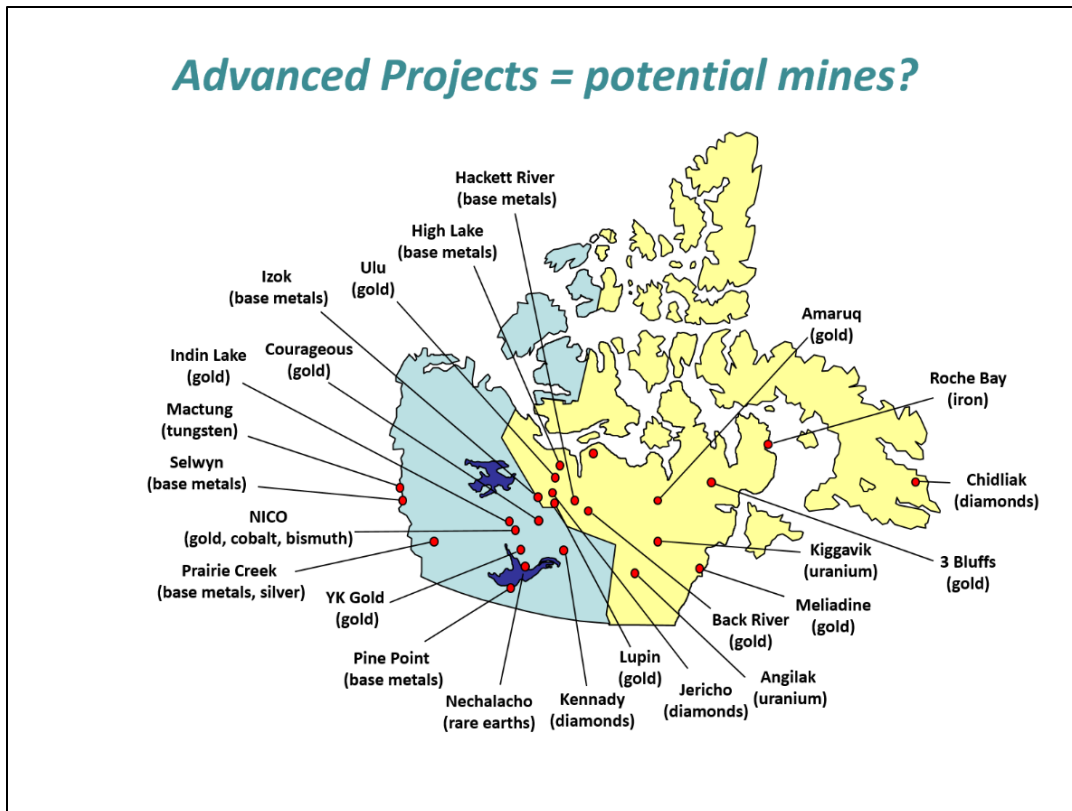 Advanced Projects = potential mines?
Hackett River
(base metals)
High Lake
(base metals)
Ulu
(gold)
Izok
(base metals)
Amaruq
(gold)
Indin Lake
(gold)
Courageous
(gold)
Roche Bay
(iron)
Mactung
(tungsten)
Selwyn
(base metals)
Chidliak
(diamonds)
NICO
(gold, cobalt, bismuth)
Kiggavik
(uranium)
3 Bluffs
(gold)
Prairie Creek
(base metals, silver)
YK Gold
(gold)
Meliadine
(gold)
Back River
(gold)
Pine Point
(base metals)
Lupin
(gold)
Angilak
(uranium)
Jericho
(diamonds)
Nechalacho
(rare earths)
Kennady
(diamonds)